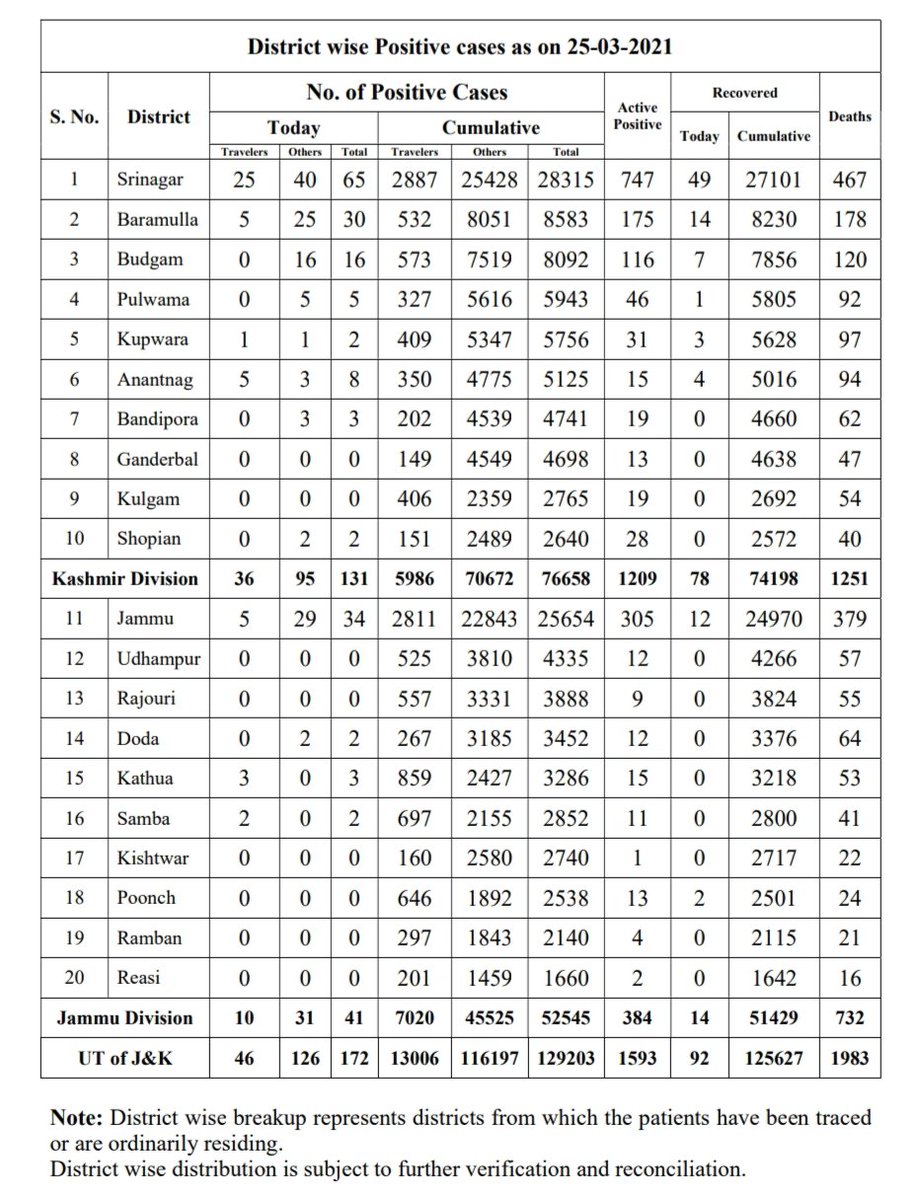 District wise Positive cases as on 25-03-2021
S. No. District No. of Positive Cases Active Positive Recovered Deaths
Today Cumulative Today Cumulative
Travelers Others Total Travelers Others Total
1 Srinagar 25 40 65 2887 25428 28315 747 49 27101 467
2 Baramulla 5 25 30 532 8051 8583 175 14 8230 178
3 Budgam 0 16 16 573 7519 8092 116 7 7856 120
4 Pulwama 0 5 5 327 5616 5943 46 1 5805 92
5 Kupwara 1 1 2 409 5347 5756 31 3 5628 97
6 Anantnag 5 3 8 350 4775 5125 15 4 5016 94
7 Bandipora 0 3 3 202 4539 4741 19 0 4660 62
8 Ganderbal 0 0 0 149 4549 4698 13 0 4638 47
9 Kulgam 0 0 0 406 2359 2765 19 0 2692 54
10 Shopian 0 2 2 151 2489 2640 28 0 2572 40
Kashmir Division 36 95 131 5986 70672 76658 1209 78 74198 1251
11 Jammu 5 29 34 2811 22843 25654 305 12 24970 379
12 Udhampur 0 0 0 525 3810 4335 12 0 4266 57
13 Rajouri 0 0 0 557 3331 3888 9 0 3824 55
14 Doda 0 2 2 267 3185 3452 12 0 3376 64
15 Kathua 3 0 3 859 2427 3286 15 0 3218 53
16 Samba 2 0 2 697 2155 2852 11 0 2800 41
17 Kishtwar 0 0 0 160 2580 2740 1 0 2717 22
18 Poonch 0 0 0 646 1892 2538 13 2 2501 24
19 Ramban 0 0 0 297 1843 2140 4 0 2115 21
20 Reasi 0 0 0 201 1459 1660 2 0 1642 16
Jammu Division 10 31 41 7020 45525 52545 384 14 51429 732
UT of J&K 46 126 172 13006 116197 129203 1593 92 125627 1983
Note: District wise breakup represents districts from which the patients have been traced
or are ordinarily residing.
District wise distribution is subject to further verification and reconciliation.